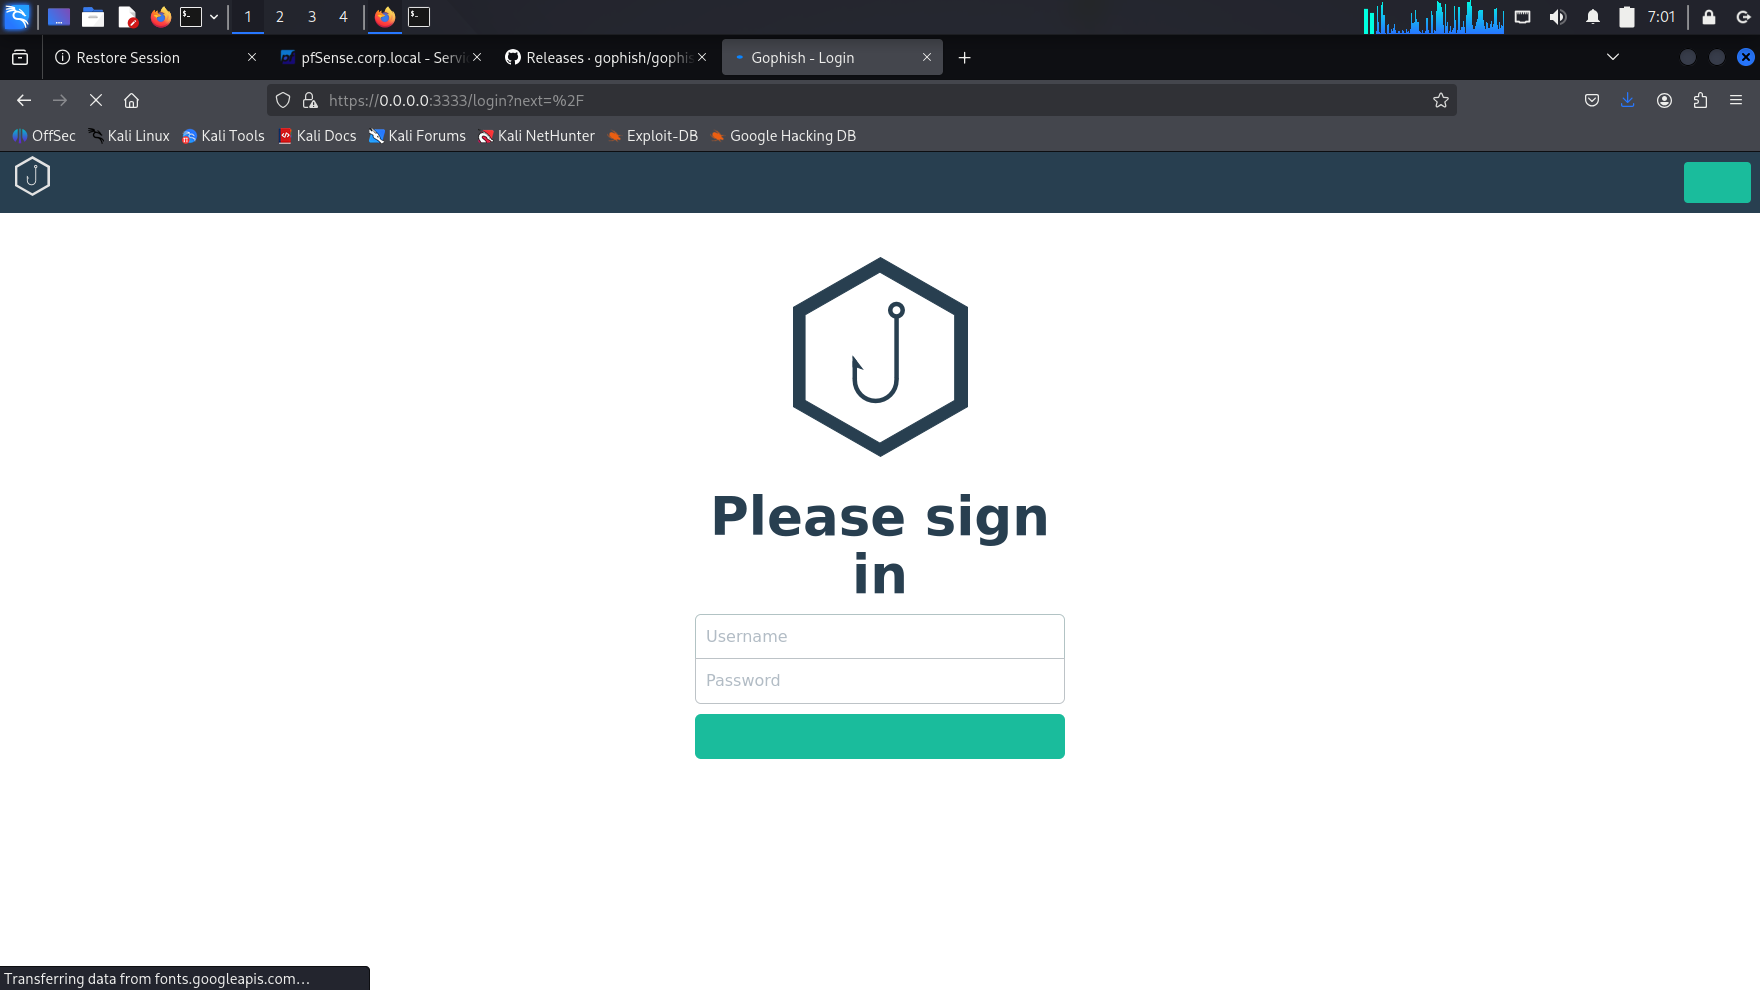 1 2 3 4 7:01
Restore Session pfSense.corp.local - Servi Releases · gophish/gophis Gophish - Login
https://0.0.0.0:3333/login?next=%2F
OffSec Kali Linux Kali Tools Kali Docs Kali Forums Kali NetHunter Exploit-DB Google Hacking DB
Please sign
in
Username
Password
Transferring data from fonts.googleapis.com…